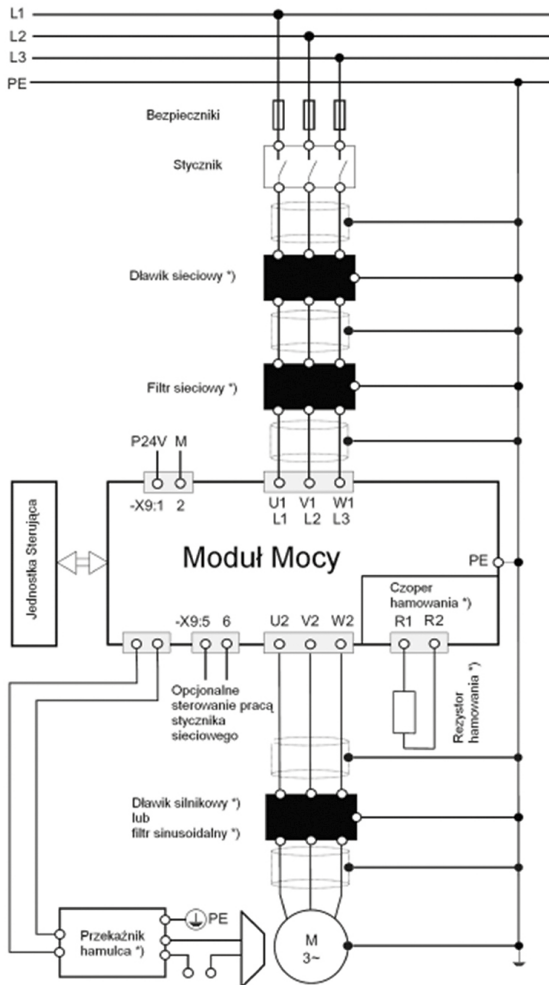 L1
L2
L3
PE
Bezpieczniki
Stycznik
Dławik sieciowy *)
Filtr sieciowy *)
P24V M
-X9:1 2
U1 V1 W1
L1 L2 L3
Jednostka Sterująca
Moduł Mocy
PE
Czoper
hamowania *)
-X9:5 6
U2 V2 W2
R1 R2
Opcjonalne
sterowanie pracą
stycznika
sieciowego
Rezystor
hamowania *)
Dławik silnikowy *)
lub
filtr sinusoidalny *)
PE
Przekaźnik
hamulca *)
M
3~